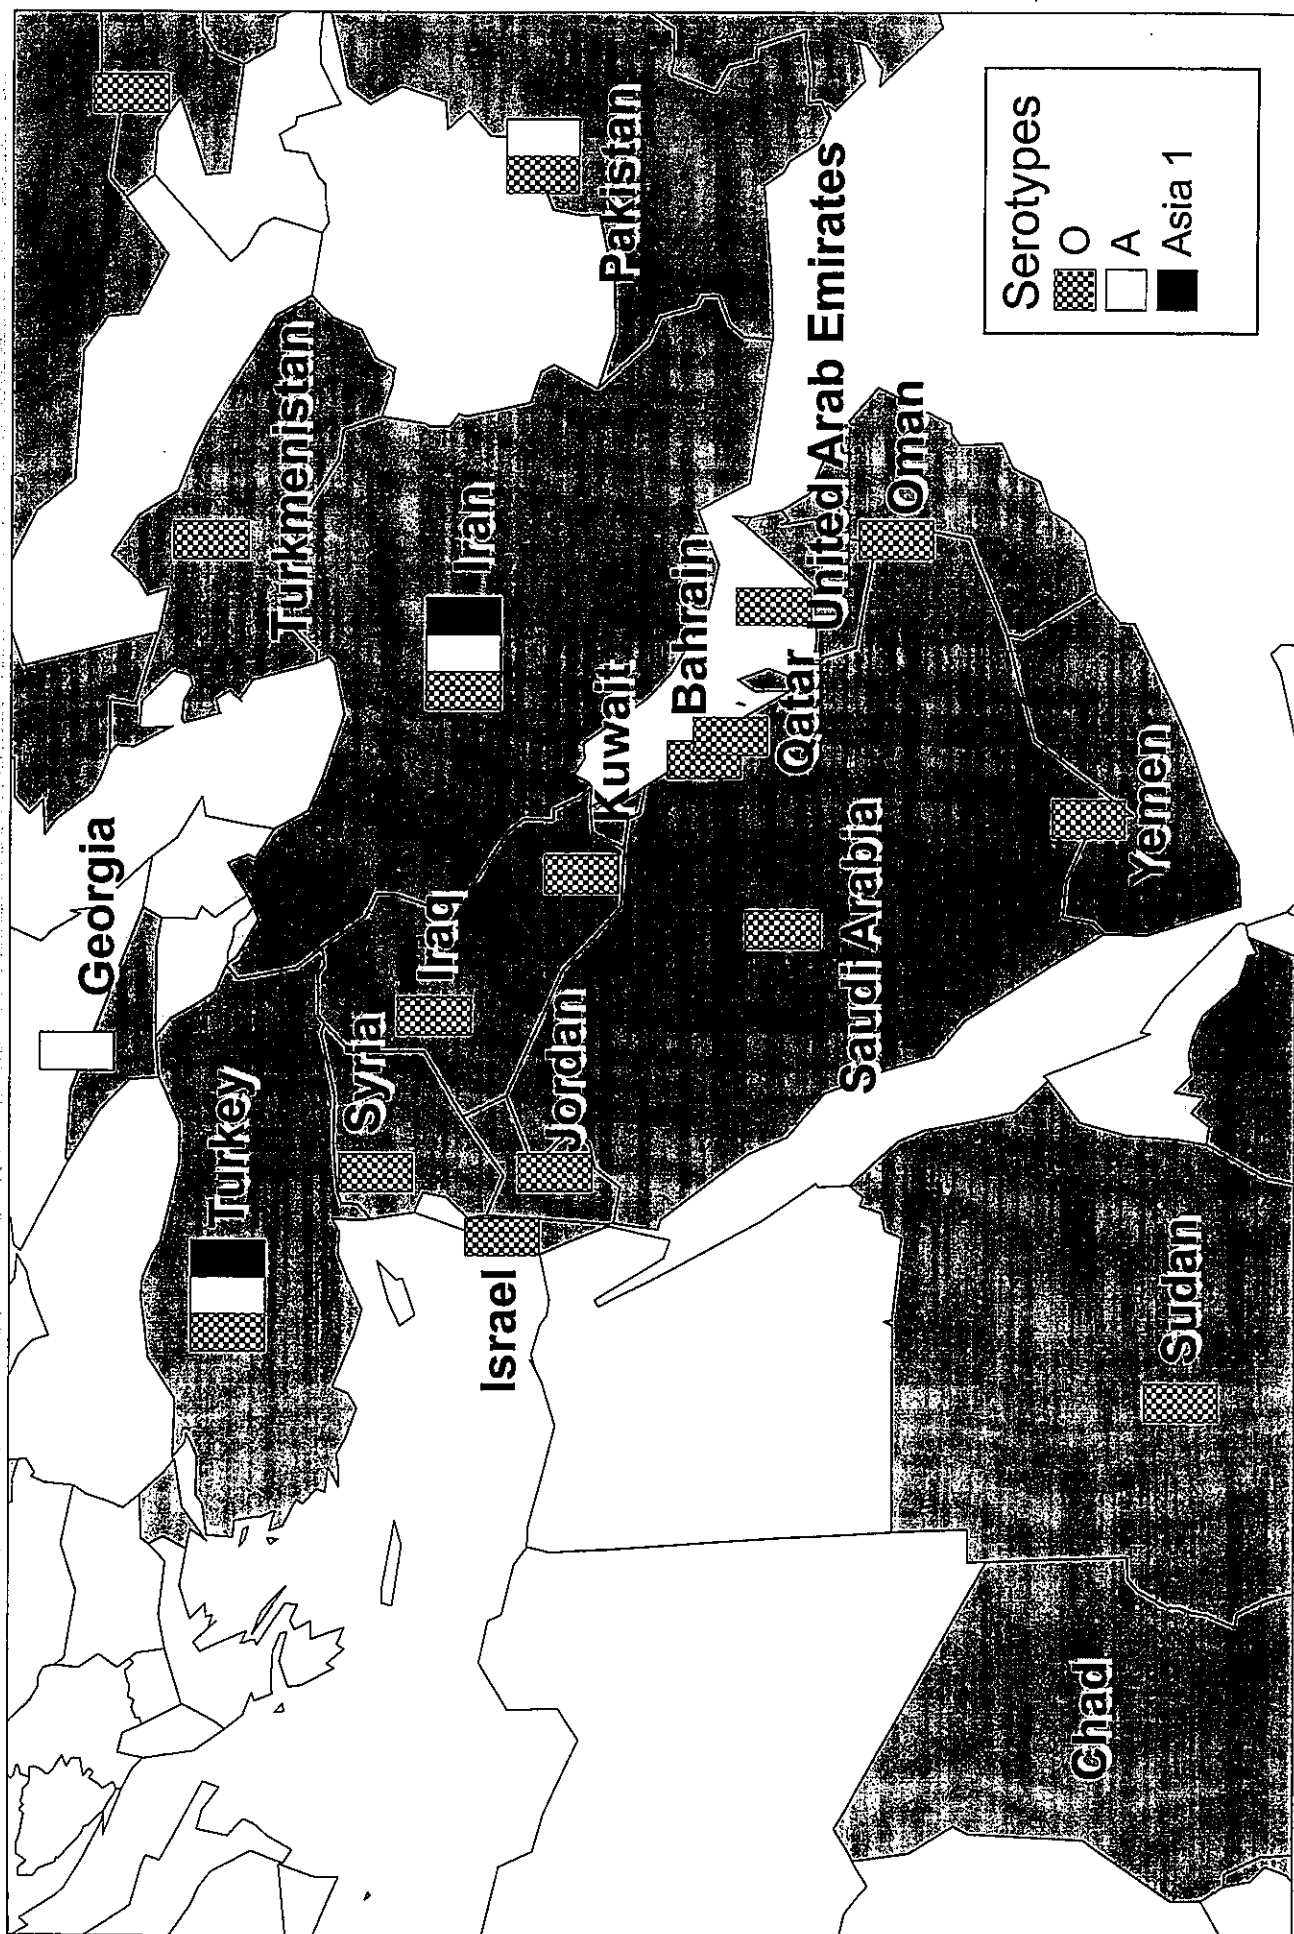 Georgia
Turkey
Turkmenistan
Syria
Iraq
Iran
Israel
Jordan
Kuwait
Bahrain
Qatar
Pakistan
United Arab Emirates
Oman
Saudi Arabia
Yemen
Sudan
Chad
Serotypes
O
A
Asia 1